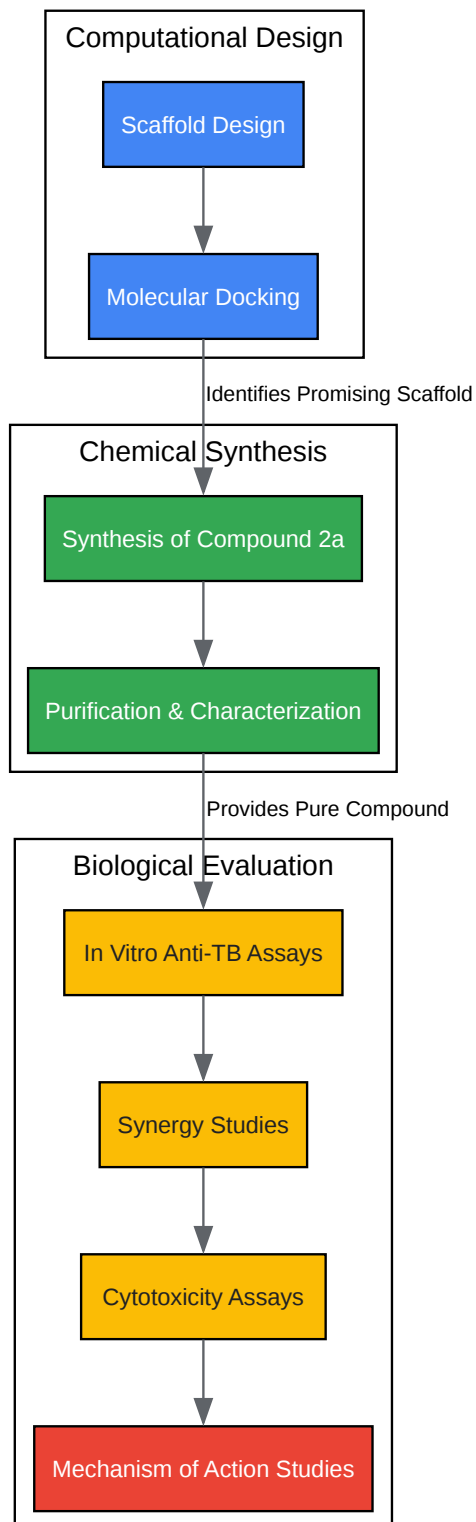 Computational Design
Scaffold Design
Molecular Docking
Identifies Promising Scaffold
Chemical Synthesis
Synthesis of Compound 2a
Purification & Characterization
Provides Pure Compound
Biological Evaluation
In Vitro Anti-TB Assays
Synergy Studies
Cytotoxicity Assays
Mechanism of Action Studies